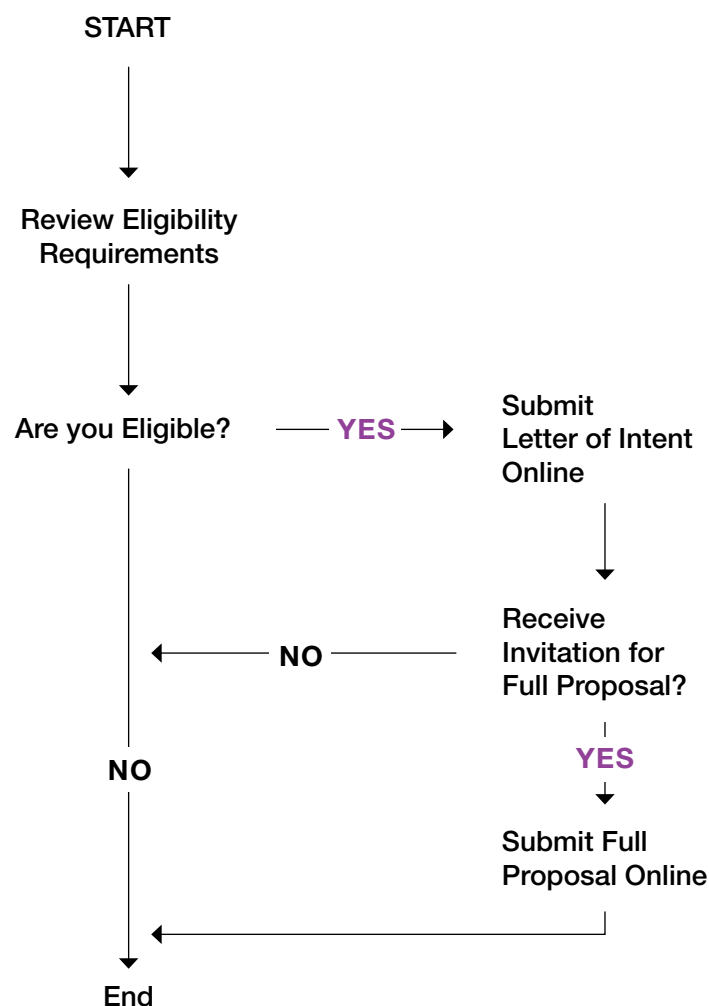 START
Review Eligibility
Requirements
Are you Eligible?
YES
Submit
Letter of Intent
Online
Receive
Invitation for
Full Proposal?
NO
YES
NO
Submit Full
Proposal Online
End